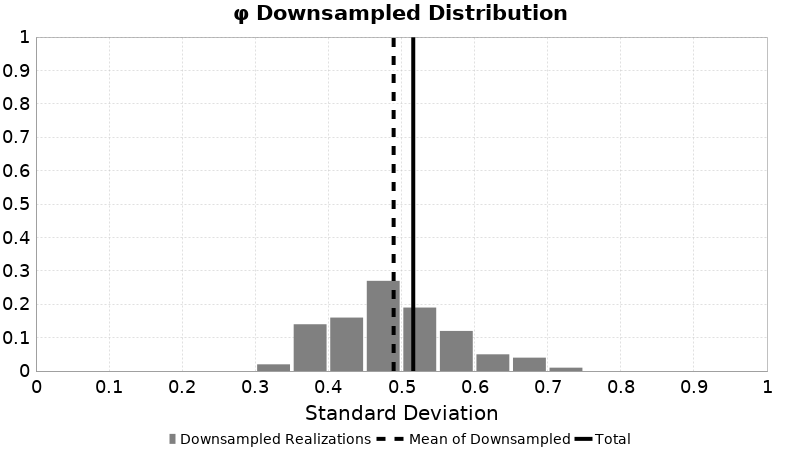 φ Downsampled Distribution
1
0.9
0.8
0.7
0.6
0.5
0.4
0.3
0.2
0.1
0
0 0.1 0.2 0.3 0.4 0.5 0.6 0.7 0.8 0.9 1
Standard Deviation
Downsampled Realizations Mean of Downsampled Total